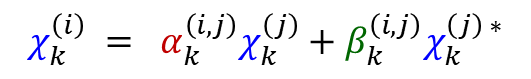 χ_k^{(i)} = α_k^{(i,j)} χ_k^{(j)} + β_k^{(i,j)} χ_k^{(j) *}